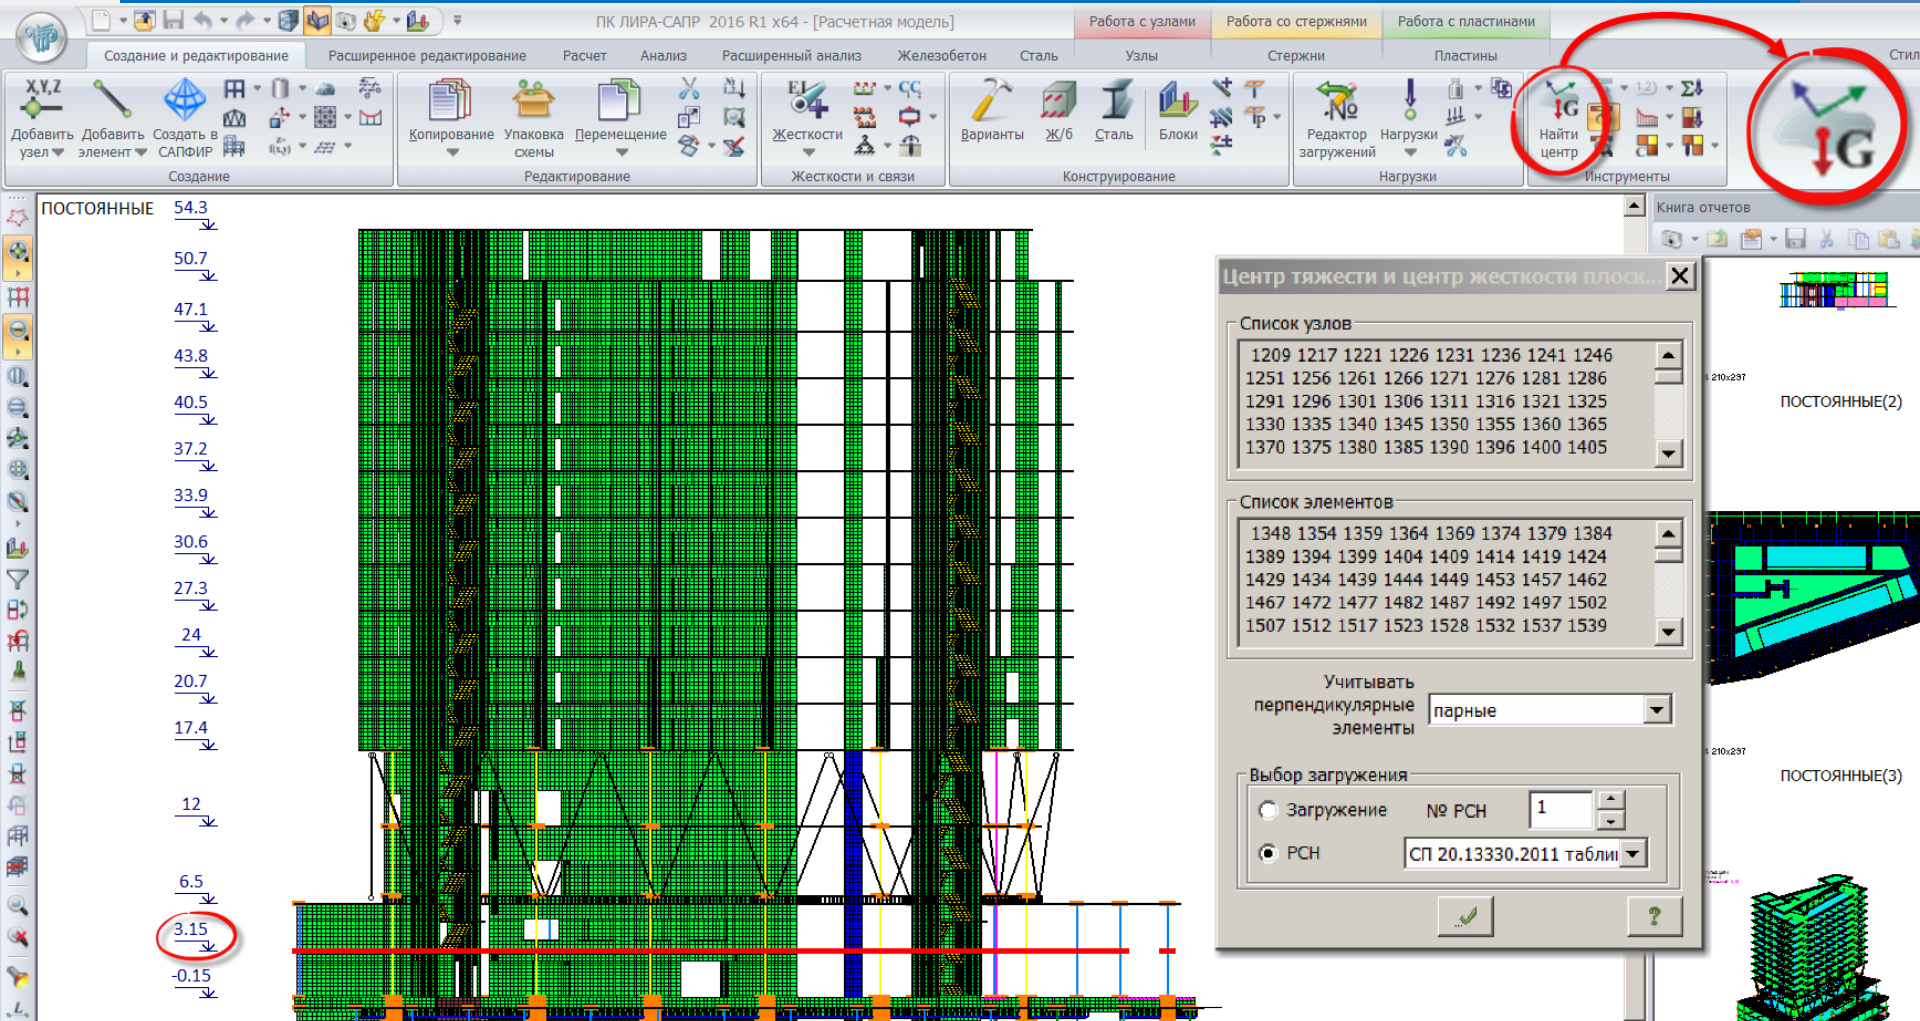 ПК ЛИРА-САПР 2016 R1 x64 - [Расчетная модель]
Работа с узлами
Работа со стержнями
Работа с пластинами
Создание и редактирование
Расширенное редактирование
Расчет
Анализ
Расширенный анализ
Железобетон
Сталь
Узлы
Стержни
Пластины
Стил
X,Y,Z
Добавить узел
Добавить элемент
Создать в САПФИР
Копирование
Упаковка схемы
Перемещение
Жесткости
Варианты
Ж/б
Сталь
Блоки
Редактор загружений
Нагрузки
Найти центр
G
G
Создание
Редактирование
Жесткости и связи
Конструирование
Нагрузки
Инструменты
ПОСТОЯННЫЕ
54.3
50.7
47.1
43.8
40.5
37.2
33.9
30.6
27.3
24
20.7
17.4
12
6.5
3.15
-0.15
Центр тяжести и центр жесткости плоск...
Список узлов
1209 1217 1221 1226 1231 1236 1241 1246
1251 1256 1261 1266 1271 1276 1281 1286
1291 1296 1301 1306 1311 1316 1321 1325
1330 1335 1340 1345 1350 1355 1360 1365
1370 1375 1380 1385 1390 1396 1400 1405
Список элементов
1348 1354 1359 1364 1369 1374 1379 1384
1389 1394 1399 1404 1409 1414 1419 1424
1429 1434 1439 1444 1449 1453 1457 1462
1467 1472 1477 1482 1487 1492 1497 1502
1507 1512 1517 1523 1528 1532 1537 1539
Учитывать
перпендикулярные
элементы
парные
Выбор загружения
Загружение
№ РСН
1
РСН
СП 20.13330.2011 таблиц
?
Книга отчетов
210x297
ПОСТОЯННЫЕ(2)
210x297
ПОСТОЯННЫЕ(3)